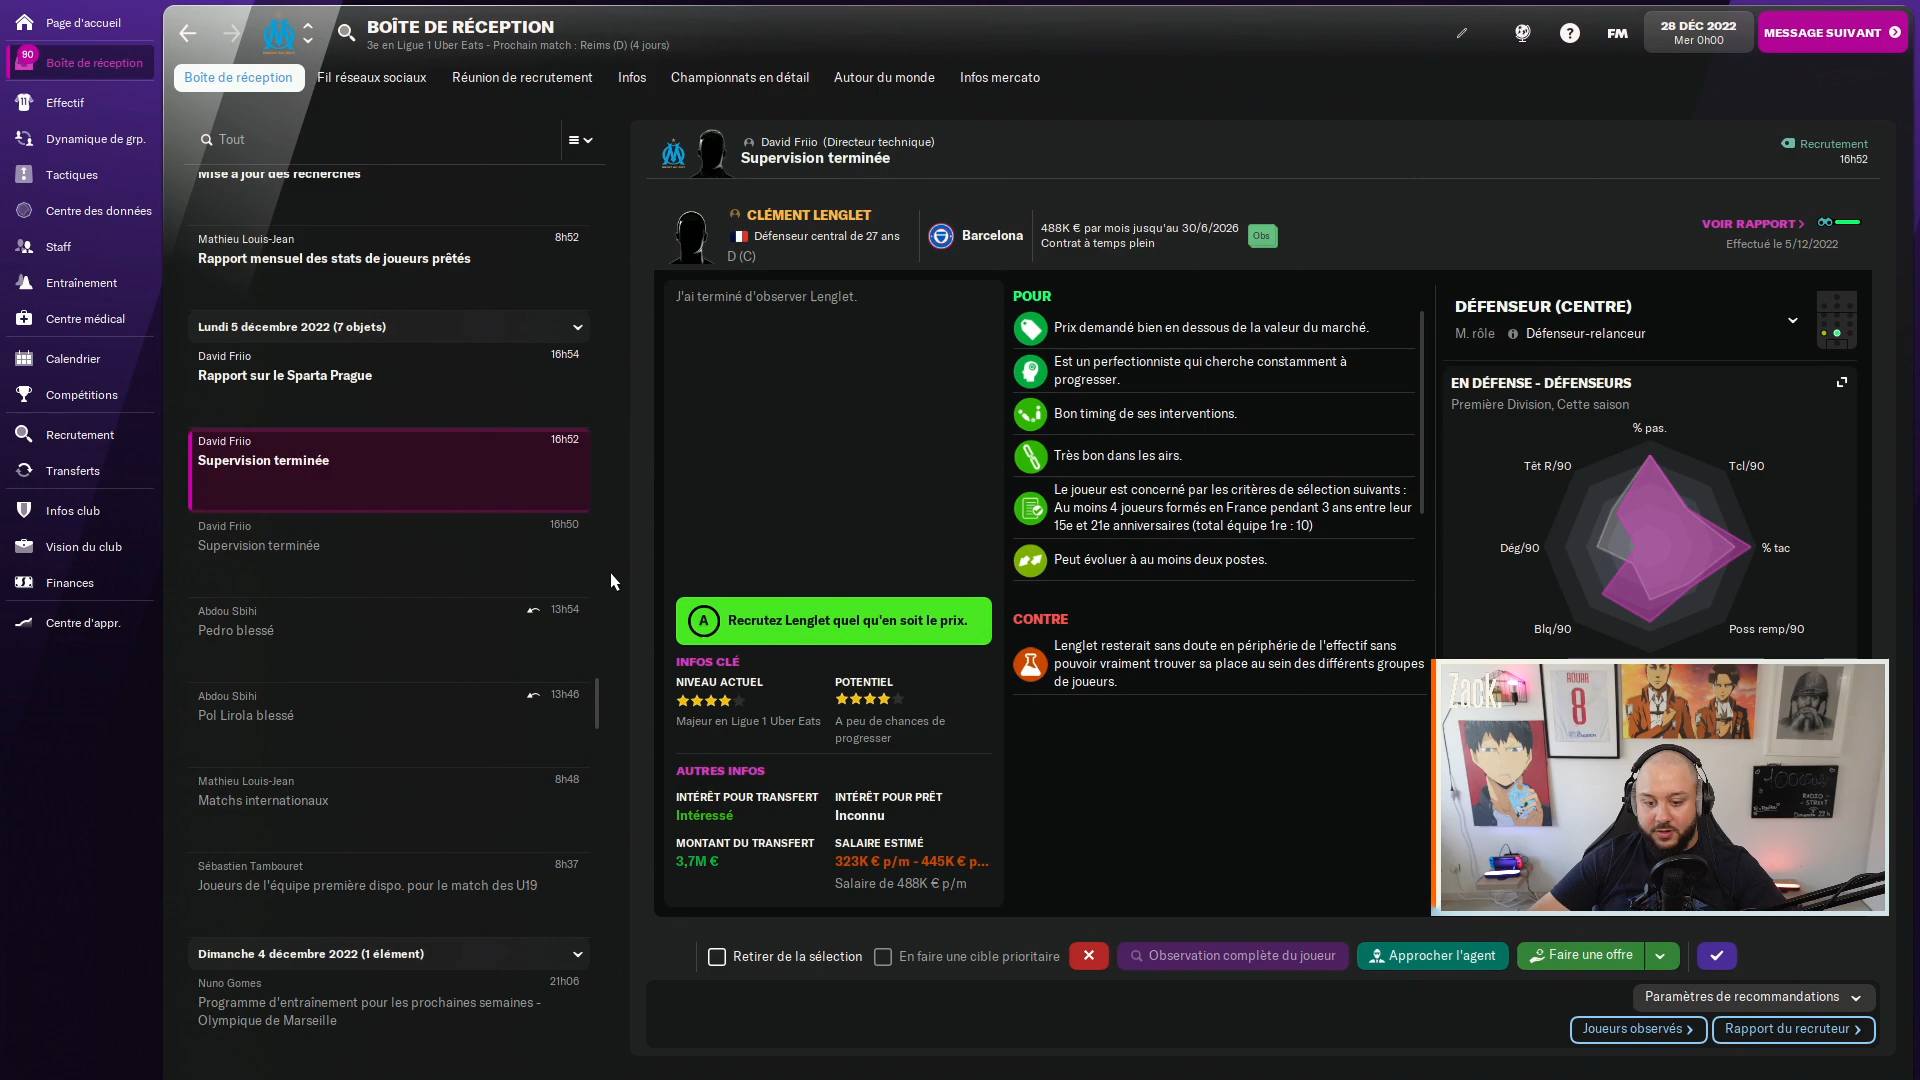 Page d'accueil
90
Boîte de réception
Effectif
Dynamique de grp.
Tactiques
Centre des données
Staff
Entraînement
Centre médical
Calendrier
Compétitions
Recrutement
Transferts
Infos club
Vision du club
Finances
Centre d'appr.
BOÎTE DE RÉCEPTION
3e en Ligue 1 Uber Eats - Prochain match : Reims (D) (4 jours)
FM
28 DÉC 2022
Mer 0h00
MESSAGE SUIVANT
Boîte de réception
Fil réseaux sociaux
Réunion de recrutement
Infos
Championnats en détail
Autour du monde
Infos mercato
Tout
Mise à jour des recherches
Mathieu Louis-Jean 8h52
Rapport mensuel des stats de joueurs prêtés
Lundi 5 décembre 2022 (7 objets)
David Friio 16h54
Rapport sur le Sparta Prague
David Friio 16h52
Supervision terminée
David Friio 16h50
Supervision terminée
Abdou Sbihi 13h54
Pedro blessé
Abdou Sbihi 13h46
Pol Lirola blessé
Mathieu Louis-Jean 8h48
Matchs internationaux
Sébastien Tambouret 8h37
Joueurs de l'équipe première dispo. pour le match des U19
Dimanche 4 décembre 2022 (1 élément)
Nuno Gomes 21h06
Programme d'entraînement pour les prochaines semaines -
Olympique de Marseille
David Friio (Directeur technique)
Supervision terminée
Recrutement
16h52
CLÉMENT LENGLET
Défenseur central de 27 ans
D (C)
Barcelona
488K € par mois jusqu'au 30/6/2026
Contrat à temps plein
Obs
VOIR RAPPORT >
Effectué le 5/12/2022
J'ai terminé d'observer Lenglet.
A
Recrutez Lenglet quel qu'en soit le prix.
INFOS CLÉ
NIVEAU ACTUEL
Majeur en Ligue 1 Uber Eats
POTENTIEL
A peu de chances de
progresser
AUTRES INFOS
INTÉRÊT POUR TRANSFERT
Intéressé
INTÉRÊT POUR PRÊT
Inconnu
MONTANT DU TRANSFERT
3,7M €
SALAIRE ESTIMÉ
323K € p/m - 445K € p...
Salaire de 488K € p/m
POUR
Prix demandé bien en dessous de la valeur du marché.
Est un perfectionniste qui cherche constamment à
progresser.
Bon timing de ses interventions.
Très bon dans les airs.
Le joueur est concerné par les critères de sélection suivants :
Au moins 4 joueurs formés en France pendant 3 ans entre leur
15e et 21e anniversaires (total équipe 1re : 10)
Peut évoluer à au moins deux postes.
CONTRE
Lenglet resterait sans doute en périphérie de l'effectif sans
pouvoir vraiment trouver sa place au sein des différents groupes
de joueurs.
DÉFENSEUR (CENTRE)
M. rôle Défenseur-relanceur
EN DÉFENSE - DÉFENSEURS
Première Division, Cette saison
% pas.
Têt R/90
Tcl/90
Dég/90
% tac
Blq/90
Poss remp/90
Zack.
ROUAR
8
RADIO
STREET
Retirer de la sélection
En faire une cible prioritaire
Observation complète du joueur
Approcher l'agent
Faire une offre
Paramètres de recommandations
Joueurs observés >
Rapport du recruteur >